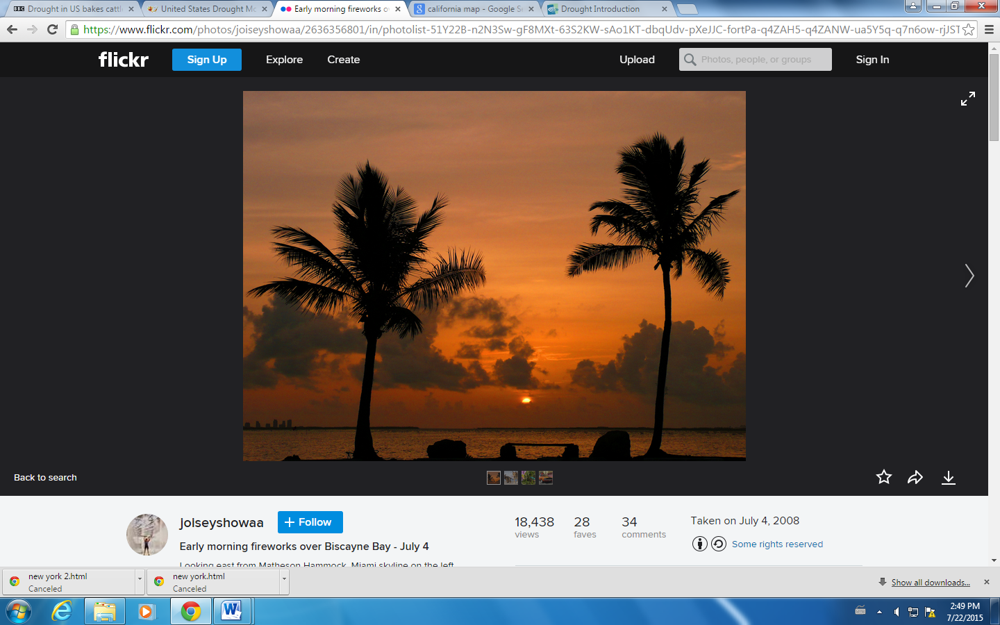 BBC Drought in US bakes cattl
United States Drought Mo
Early morning fireworks o
california map - Google Se
Drought Introduction
https://www.flickr.com/photos/joiseyshowaa/2636356801/in/photolist-51Y22B-n2N3Sw-gF8MXt-63S2KW-sAo1KT-dbqUdv-pXeJJC-fortPa-q4ZAH5-q4ZANW-ua5Y5q-q7n6ow-rjJST
flickr
Sign Up
Explore
Create
Upload
Photos, people, or groups
Sign In
Back to search
joiseyshowaa
Follow
Early morning fireworks over Biscayne Bay - July 4
Looking east from Matheson Hammock. Miami skyline on the left
18,438
views
28
faves
34
comments
Taken on July 4, 2008
Some rights reserved
new york 2.html
Canceled
new york.html
Canceled
Show all downloads...
2:49 PM
7/22/2015